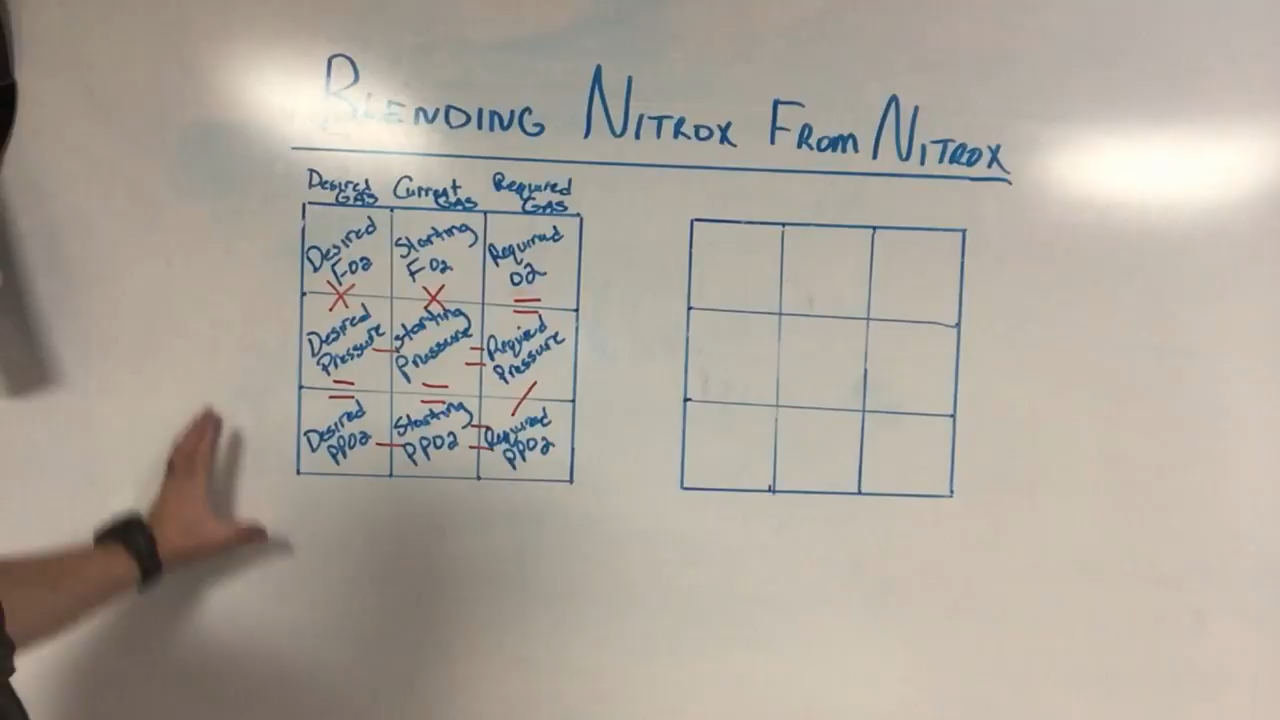 BLENDING NITROX FROM NITROX
Desired GAS Current GAS Required GAS
Desired FO2 Starting FO2 Required O2
X X =
Desired Pressure - Starting Pressure = Required Pressure
= = /
Desired PPO2 - Starting PPO2 = Required PPO2